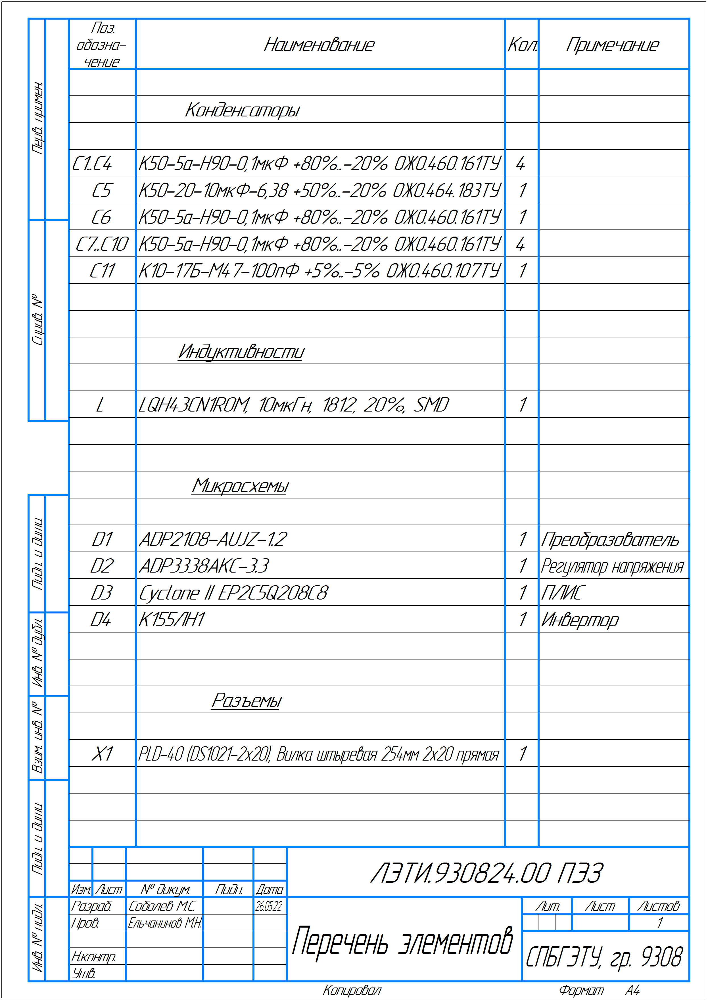 Поз. обозна-чение Наименование Кол. Примечание
Конденсаторы
С1..С4 К50-5а-Н90-0,1мкФ +80%..-20% ОЖ0.460.161ТУ 4
С5 К50-20-10мкФ-6,38 +50%..-20% ОЖ0.464.183ТУ 1
С6 К50-5а-Н90-0,1мкФ +80%..-20% ОЖ0.460.161ТУ 1
С7..С10 К50-5а-Н90-0,1мкФ +80%..-20% ОЖ0.460.161ТУ 4
С11 К10-17Б-М47-100пФ +5%..-5% ОЖ0.460.107ТУ 1
Индуктивности
L LQH43CN1R0M, 10мкГн, 1812, 20%, SMD 1
Микросхемы
D1 ADP2108-AUJZ-1.2 1 Преобразователь
D2 ADP3338AKC-3.3 1 Регулятор напряжения
D3 Cyclone II EP2C5Q208C8 1 ПЛИС
D4 К155ЛН1 1 Инвертор
Разъемы
X1 PLD-40 (DS1021-2x20), Вилка штыревая 254мм 2x20 прямая 1
Перв. примен.
Справ. №
Подп. и дата
Инв. № дубл.
Взам. инв. №
Подп. и дата
Инв. № подл.
ЛЭТИ.930824.00 ПЭ3
Изм. Лист № докум. Подп. Дата
Разраб. Соболев М.С. 26.05.22
Пров. Ельчанинов М.Н.
Н.контр.
Утв.
Перечень элементов
Лит. Лист Листов
1
СПБГЭТУ, гр. 9308
Копировал Формат А4